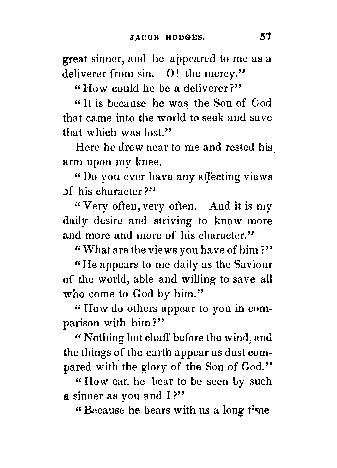 JACOB HODGES. 57
great sinner, and he appeared to me as a
deliverer from sin. O! the mercy."
"How could he be a deliverer?"
"It is because he was the Son of God
that came into the world to seek and save
that which was lost."
Here he drew near to me and rested his
arm upon my knee.
"Do you ever have any affecting views
of his character?"
"Very often, very often. And it is my
daily desire and striving to know more
and more and more of his character."
"What are the views you have of him?"
"He appears to me daily as the Saviour
of the world, able and willing to save all
who come to God by him."
"How do others appear to you in com-
parison with him?"
"Nothing but chaff before the wind, and
the things of the earth appear as dust com-
pared with the glory of the Son of God."
"How can he bear to be seen by such
a sinner as you and I?"
"Because he bears with us a long time